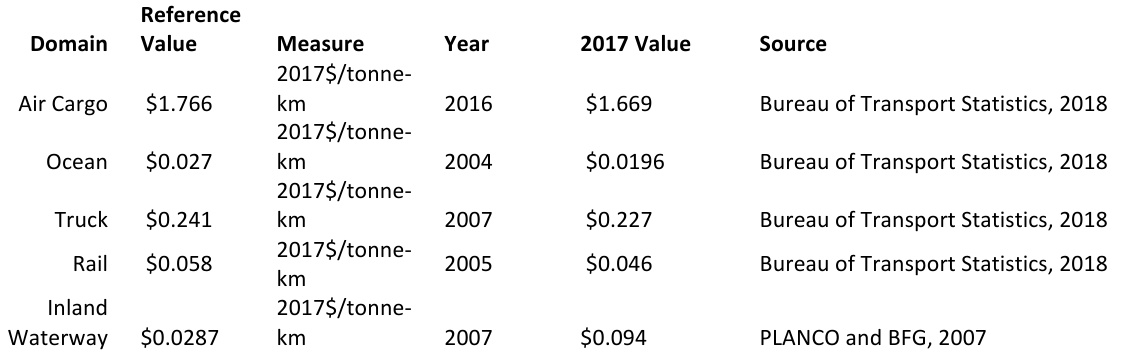 Reference
Domain Value Measure Year 2017 Value Source
2017$/tonne-
Air Cargo $1.766 km 2016 $1.669 Bureau of Transport Statistics, 2018
2017$/tonne-
Ocean $0.027 km 2004 $0.0196 Bureau of Transport Statistics, 2018
2017$/tonne-
Truck $0.241 km 2007 $0.227 Bureau of Transport Statistics, 2018
2017$/tonne-
Rail $0.058 2005 $0.046 Bureau of Transport Statistics, 2018
km
Inland 2017$/tonne-
Waterway $0.0287 km 2007 $0.094 PLANCO and BFG, 2007